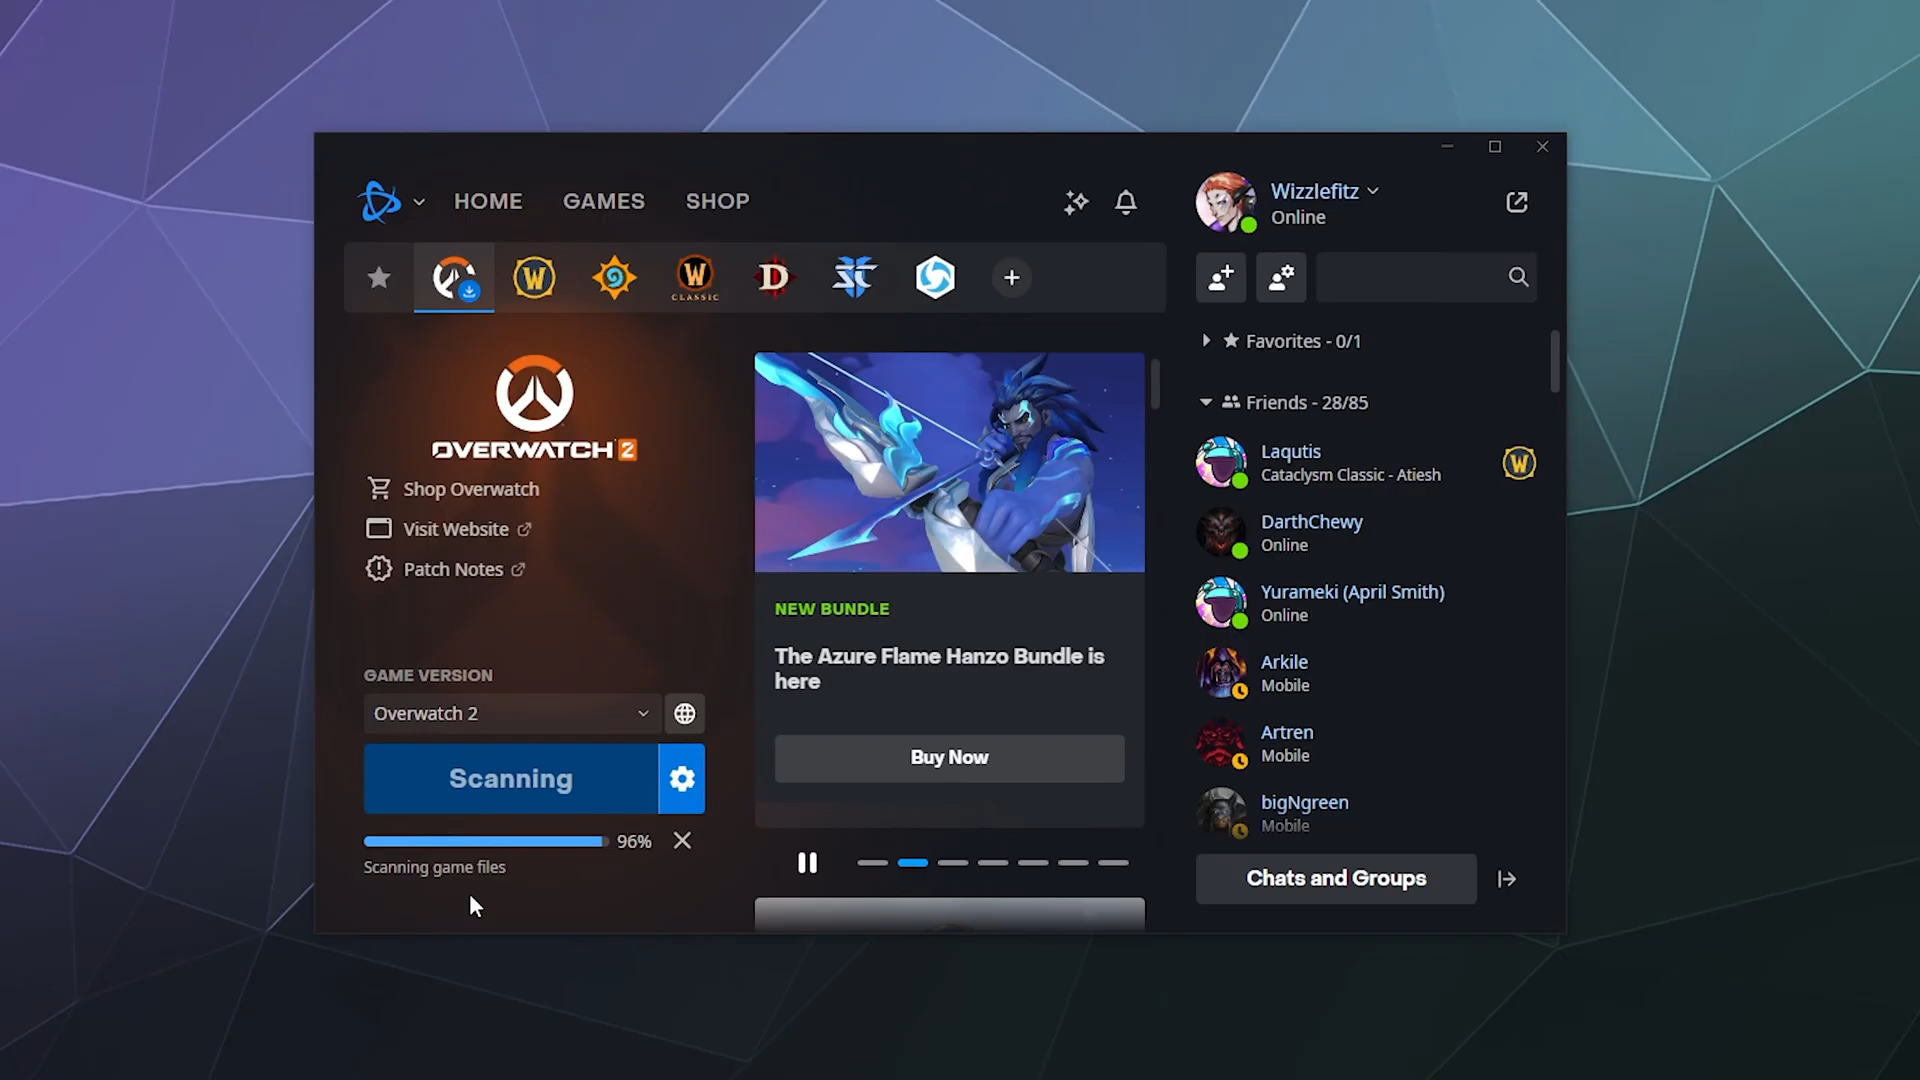 HOME
GAMES
SHOP
Wizzlefitz
Online
W
W
CLASSIC
D
OVERWATCH 2
Shop Overwatch
Visit Website
Patch Notes
GAME VERSION
Overwatch 2
Scanning
96%
Scanning game files
NEW BUNDLE
The Azure Flame Hanzo Bundle is
here
Buy Now
Favorites - 0/1
Friends - 28/85
Laqutis
Cataclysm Classic - Atiesh
W
DarthChewy
Online
Yurameki (April Smith)
Online
Arkile
Mobile
Artren
Mobile
bigNgreen
Mobile
Chats and Groups